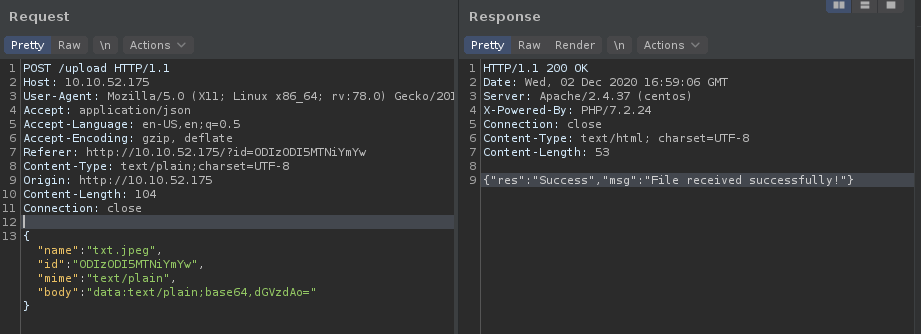 Request
Pretty Raw \n Actions
1 POST /upload HTTP/1.1
2 Host: 10.10.52.175
3 User-Agent: Mozilla/5.0 (X11; Linux x86_64; rv:78.0) Gecko/201
4 Accept: application/json
5 Accept-Language: en-US,en;q=0.5
6 Accept-Encoding: gzip, deflate
7 Referer: http://10.10.52.175/?id=ODIzODI5MTNiYmYw
8 Content-Type: text/plain;charset=UTF-8
9 Origin: http://10.10.52.175
10 Content-Length: 104
11 Connection: close
12
13 {
"name":"txt.jpeg",
"id":"ODIzODI5MTNiYmYw",
"mime":"text/plain",
"body":"data:text/plain;base64,dGVzdAo="
}
Response
Pretty Raw Render \n Actions
1 HTTP/1.1 200 OK
2 Date: Wed, 02 Dec 2020 16:59:06 GMT
3 Server: Apache/2.4.37 (centos)
4 X-Powered-By: PHP/7.2.24
5 Connection: close
6 Content-Type: text/html; charset=UTF-8
7 Content-Length: 53
8
9 {"res":"Success","msg":"File received successfully!"}